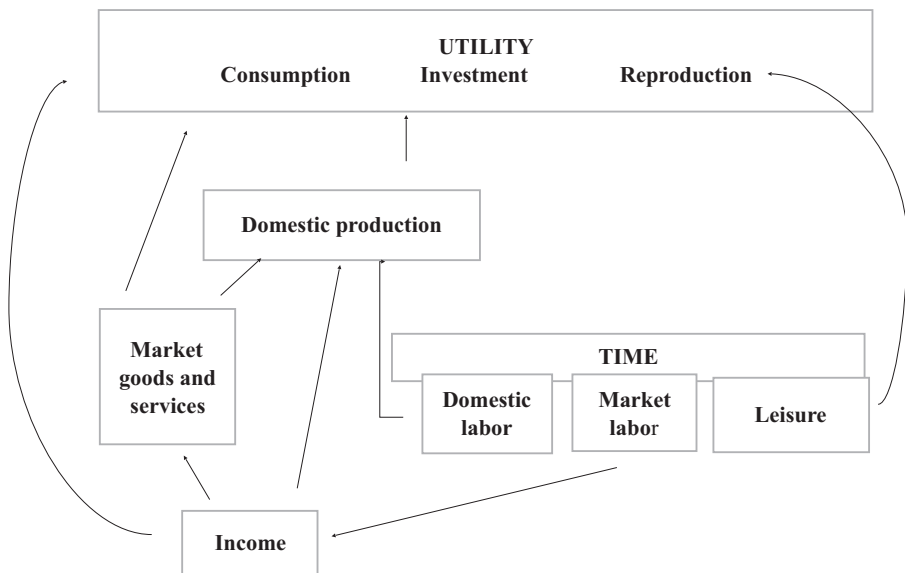 UTILITY
Consumption Investment Reproduction
Domestic production
Market
goods and
services
TIME
Domestic
labor
Market
labor
Leisure
Income